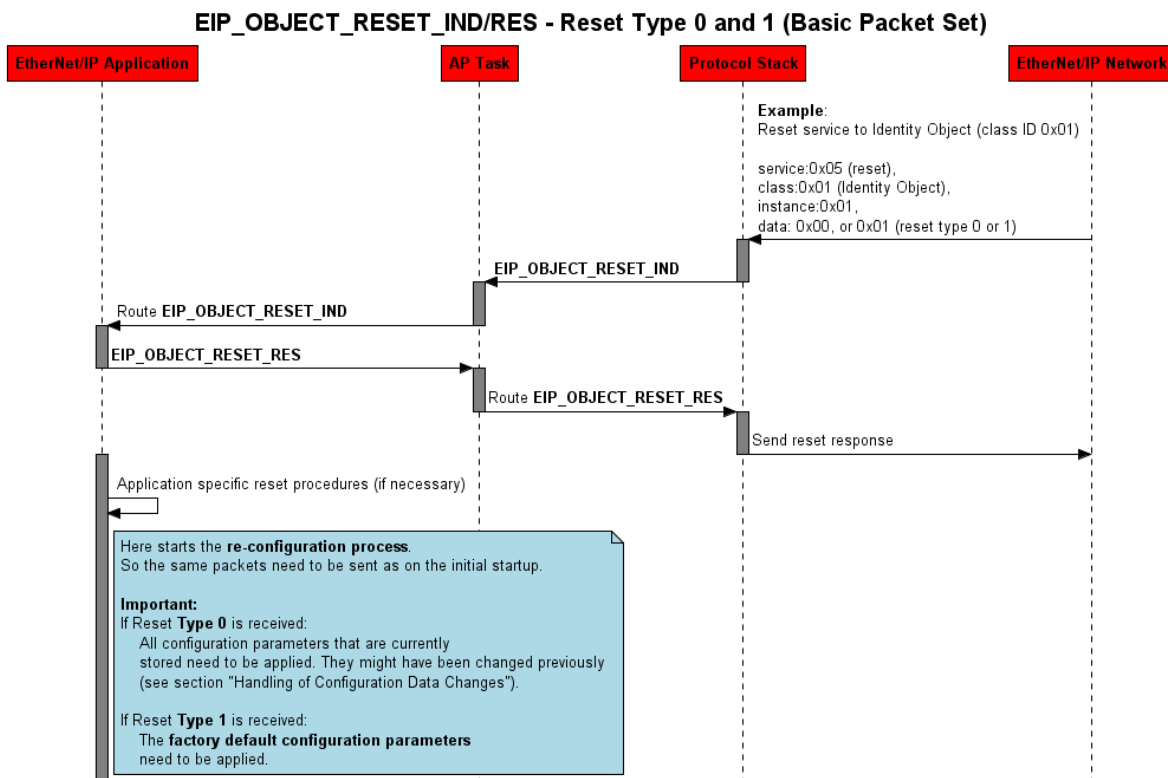 EIP_OBJECT_RESET_IND/RES - Reset Type 0 and 1 (Basic Packet Set)
EtherNet/IP Application
AP Task
Protocol Stack
EtherNet/IP Network
Example:
Reset service to Identity Object (class ID 0x01)
service:0x05 (reset),
class:0x01 (Identity Object),
instance:0x01,
data: 0x00, or 0x01 (reset type 0 or 1)
EIP_OBJECT_RESET_IND
Route EIP_OBJECT_RESET_IND
EIP_OBJECT_RESET_RES
Route EIP_OBJECT_RESET_RES
Send reset response
Application specific reset procedures (if necessary)
Here starts the re-configuration process.
So the same packets need to be sent as on the initial startup.
Important:
If Reset Type 0 is received:
All configuration parameters that are currently
stored need to be applied. They might have been changed previously
(see section "Handling of Configuration Data Changes").
If Reset Type 1 is received:
The factory default configuration parameters
need to be applied.